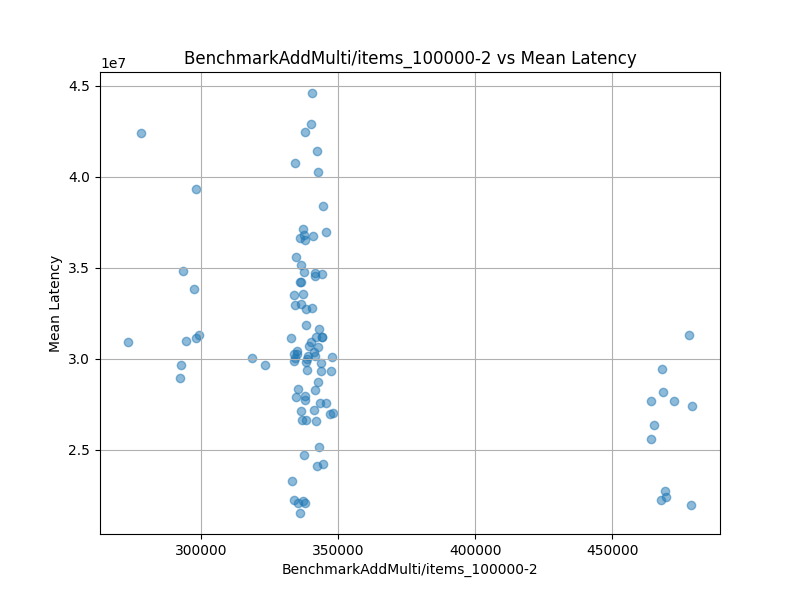 BenchmarkAddMulti/items_100000-2 vs Mean Latency
1e7
4.5
4.0
3.5
3.0
2.5
Mean Latency
300000
350000
400000
450000
BenchmarkAddMulti/items_100000-2